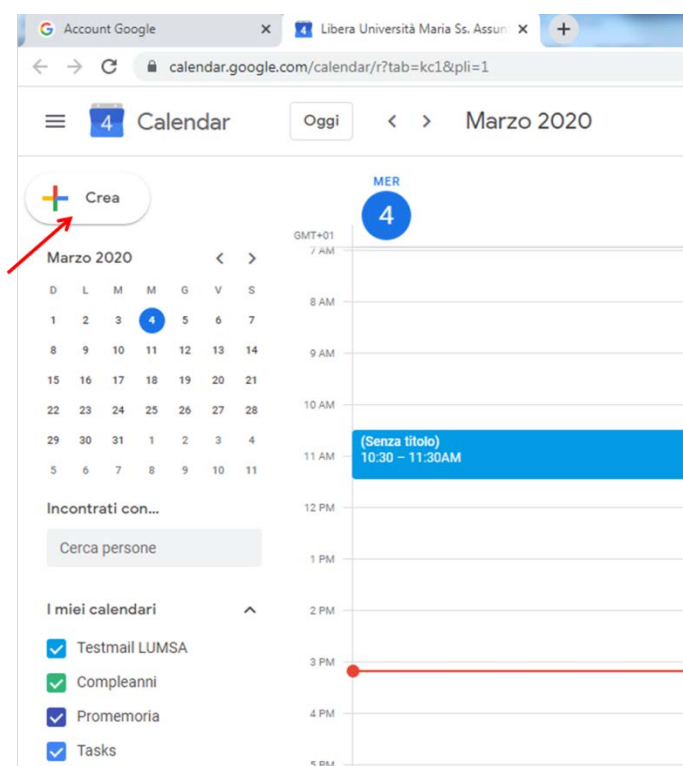 Account Google
Libera Università Maria Ss. Assun
calendar.google.com/calendar/r?tab=kc1&pli=1
4 Calendar Oggi Marzo 2020
Crea
MER
4
GMT+01
Marzo 2020
D L M M G V S
1 2 3 4 5 6 7
8 9 10 11 12 13 14
15 16 17 18 19 20 21
22 23 24 25 26 27 28
29 30 31 1 2 3 4
5 6 7 8 9 10 11
Incontrati con...
Cerca persone
I miei calendari
Testmail LUMSA
Compleanni
Promemoria
Tasks
7 AM
8 AM
9 AM
10 AM
(Senza titolo)
10:30 – 11:30AM
11 AM
12 PM
1 PM
2 PM
3 PM
4 PM
5 PM